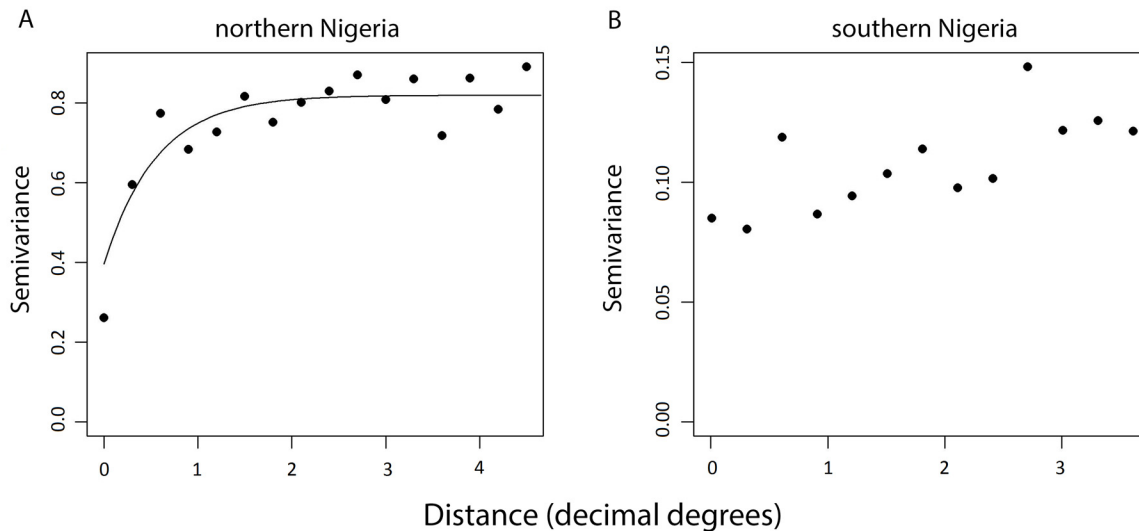 A
northern Nigeria
B
southern Nigeria
Semivariance
0.0 0.2 0.4 0.6 0.8
0 1 2 3 4
Semivariance
0.00 0.05 0.10 0.15
0 1 2 3
Distance (decimal degrees)